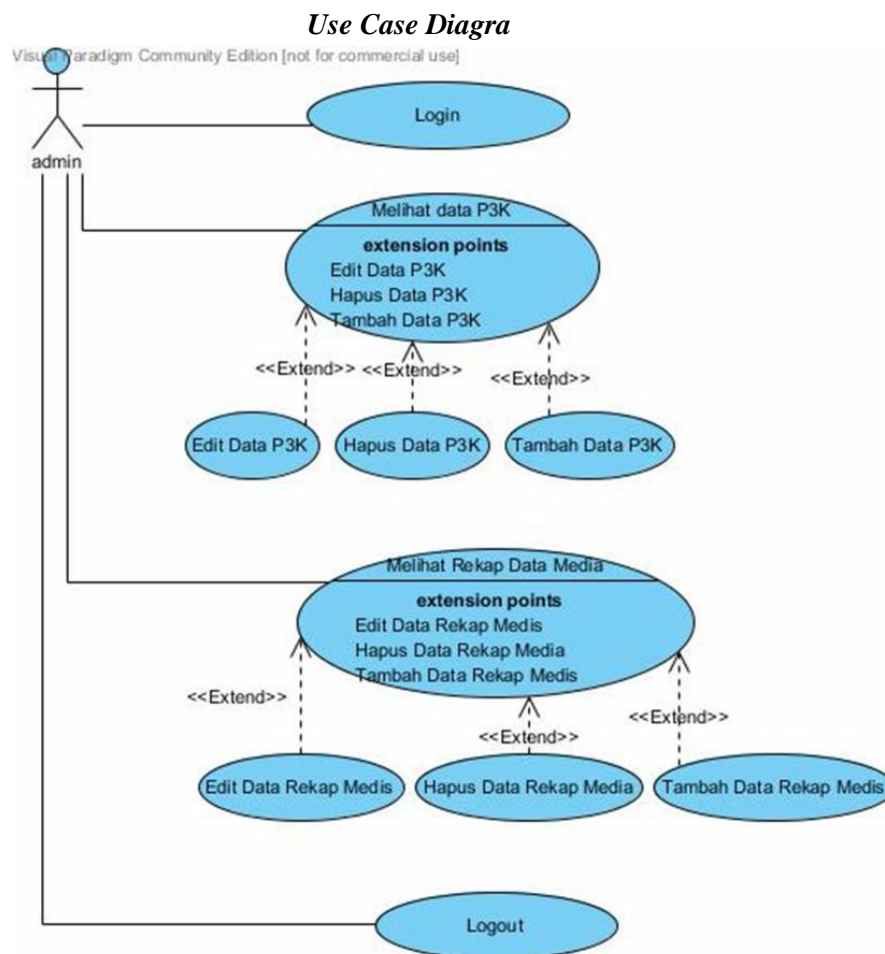 Use Case Diagra
Visual Paradigm Community Edition [not for commercial use]
Login
admin
Melihat data P3K
extension points
Edit Data P3K
Hapus Data P3K
Tambah Data P3K
<<Extend>> <<Extend>> <<Extend>>
Edit Data P3K Hapus Data P3K Tambah Data P3K
Melihat Rekap Data Media
extension points
Edit Data Rekap Medis
Hapus Data Rekap Media
Tambah Data Rekap Medis
<<Extend>> <<Extend>> <<Extend>>
Edit Data Rekap Medis Hapus Data Rekap Media Tambah Data Rekap Medis
Logout